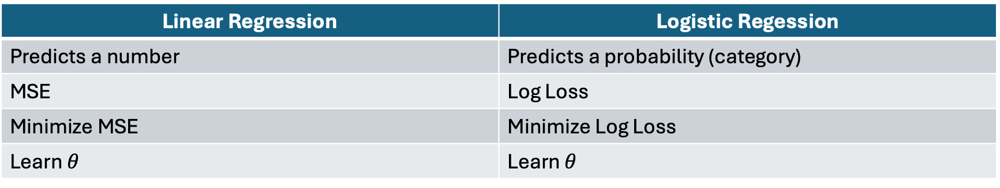 Linear Regression
Logistic Regession
Predicts a number
Predicts a probability (category)
MSE
Log Loss
Minimize MSE
Minimize Log Loss
Learn θ
Learn θ